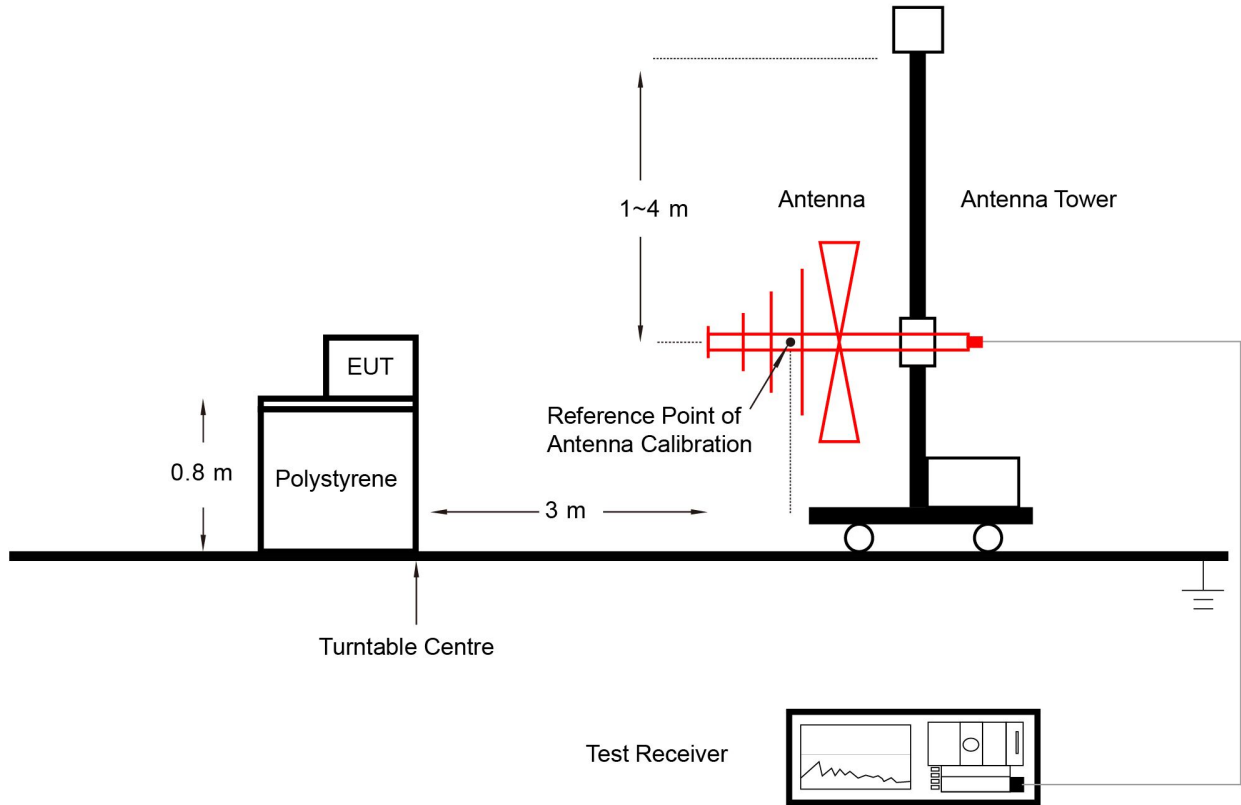 1~4 m
Antenna
Antenna Tower
EUT
Reference Point of
Antenna Calibration
0.8 m
Polystyrene
3 m
Turntable Centre
Test Receiver